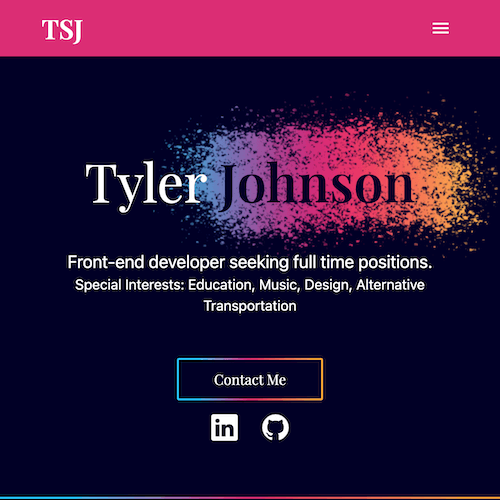 TSJ
Tyler Johnson
Front-end developer seeking full time positions.
Special Interests: Education, Music, Design, Alternative
Transportation
Contact Me
in